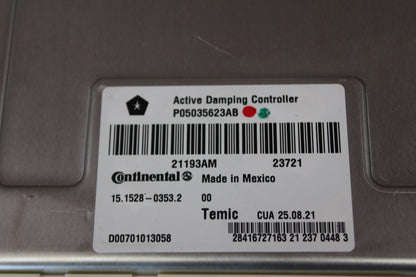 Active Damping Controller
P05035623AB
21193AM 23721
Continental Made in Mexico
15.1528-0353.2 00
Temic CUA 25.08.21
D00701013058 28416727163 21 237 0448 3